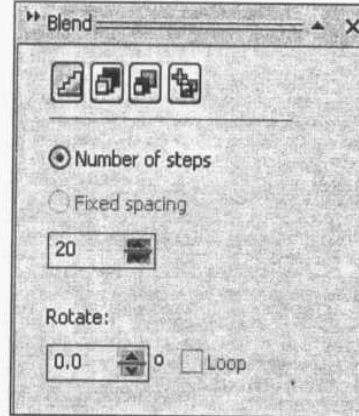 Blend
Number of steps
Fixed spacing
20
Rotate:
0.0 ° Loop